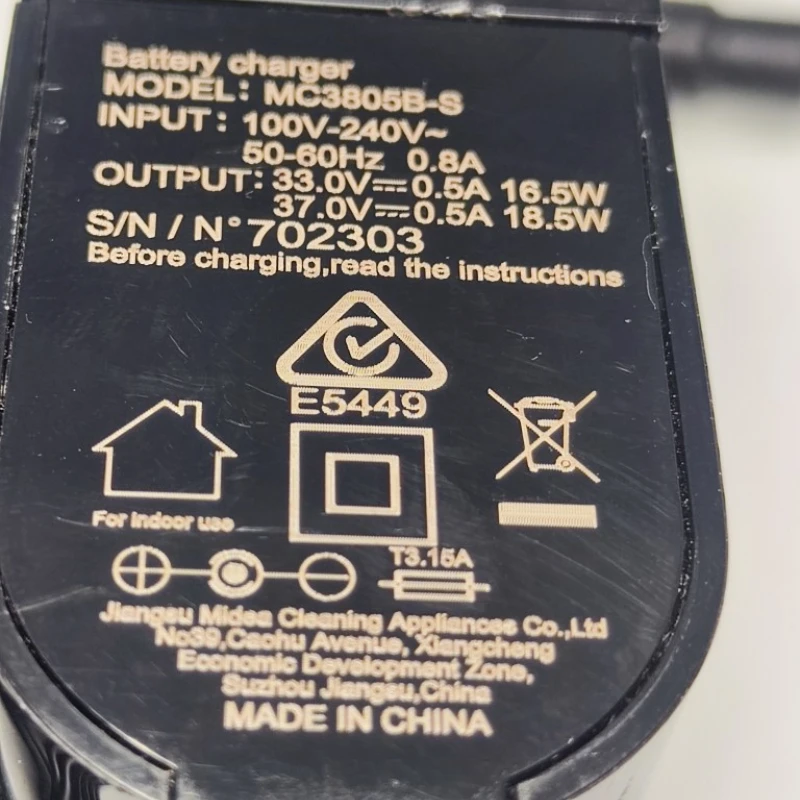 Battery charger
MODEL: MC3805B-S
INPUT: 100V-240V~
50-60Hz 0.8A
OUTPUT: 33.0V⎓0.5A 16.5W
37.0V⎓0.5A 18.5W
S/N / N°702303
Before charging,read the instructions
E5449
For indoor use
T3.15A
Jiangsu Midea Cleaning Appliances Co.,Ltd
No39,Caohu Avenue, Xiangcheng
Economic Development Zone,
Suzhou Jiangsu,China
MADE IN CHINA